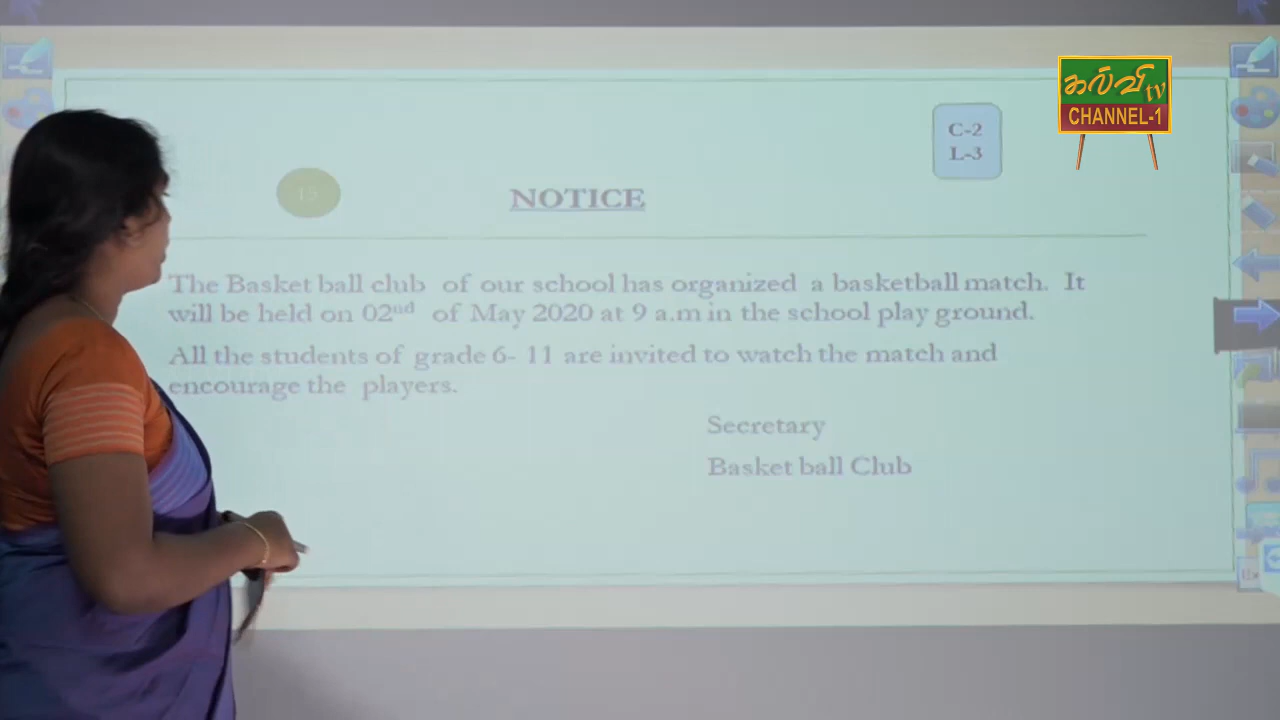 கல்வி tv
CHANNEL-1
C-2
L-3
13
NOTICE
The Basket ball club of our school has organized a basketball match. It
will be held on 02nd of May 2020 at 9 a.m in the school play ground.
All the students of grade 6- 11 are invited to watch the match and
encourage the players.
Secretary
Basket ball Club